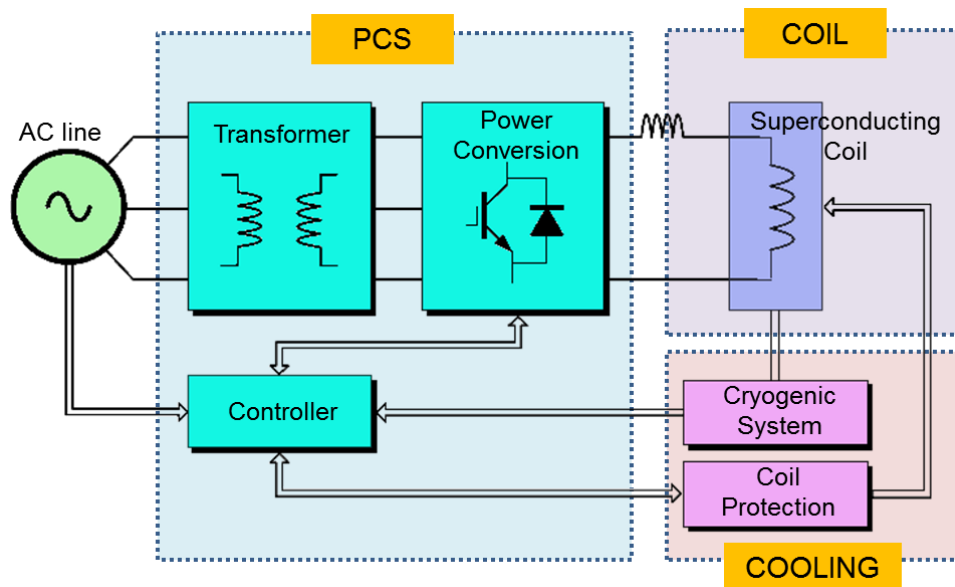 PCS
COIL
AC line
Transformer
Power
Conversion
Superconducting
Coil
Controller
Cryogenic
System
Coil
Protection
COOLING